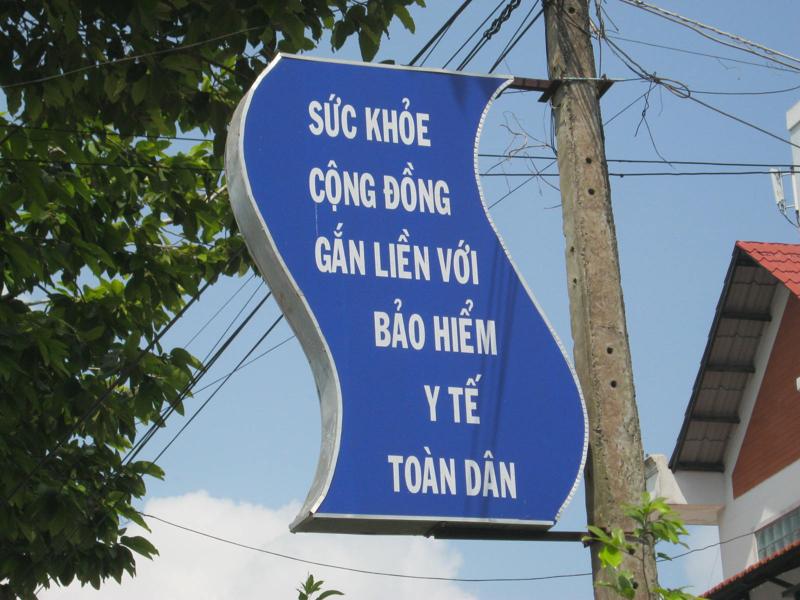 SỨC KHỎE
CỘNG ĐỒNG
GẮN LIỀN VỚI
BẢO HIỂM
Y TẾ
TOÀN DÂN